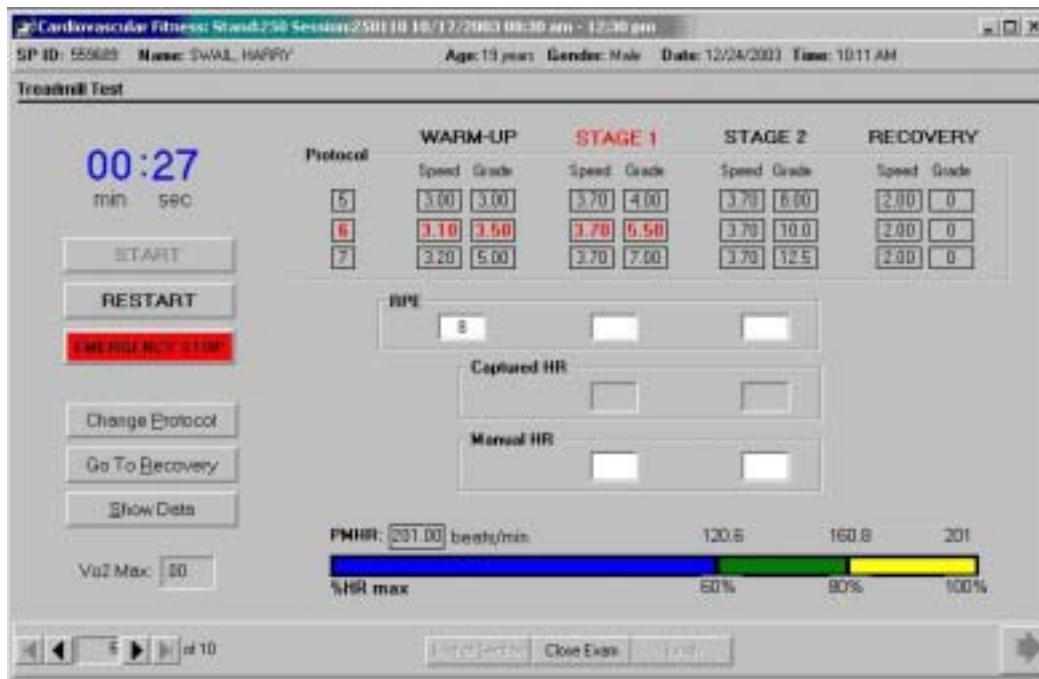 Cardiovascular Fitness: Stand:250 Session:250110 10/17/2003 08:30 am - 12:30 pm
SP ID: 559689 Name: SWAIL, HARRY Age: 19 years Gender: Male Date: 12/24/2003 Time: 10:11 AM
Treadmill Test
00:27
min sec
START
RESTART
EMERGENCY STOP
Change Protocol
Go To Recovery
Show Data
Vo2 Max: .00
WARM-UP STAGE 1 STAGE 2 RECOVERY
Protocol
Speed Grade Speed Grade Speed Grade Speed Grade
5 3.00 3.00 3.70 4.00 3.70 8.00 2.00 0
6 3.10 3.50 3.70 5.50 3.70 10.0 2.00 0
7 3.20 5.00 3.70 7.00 3.70 12.5 2.00 0
RPE
8
Captured HR
Manual HR
PMHR: 201.00 beats/min 120.6 160.8 201
%HR max 60% 80% 100%
of 10
Close Exam